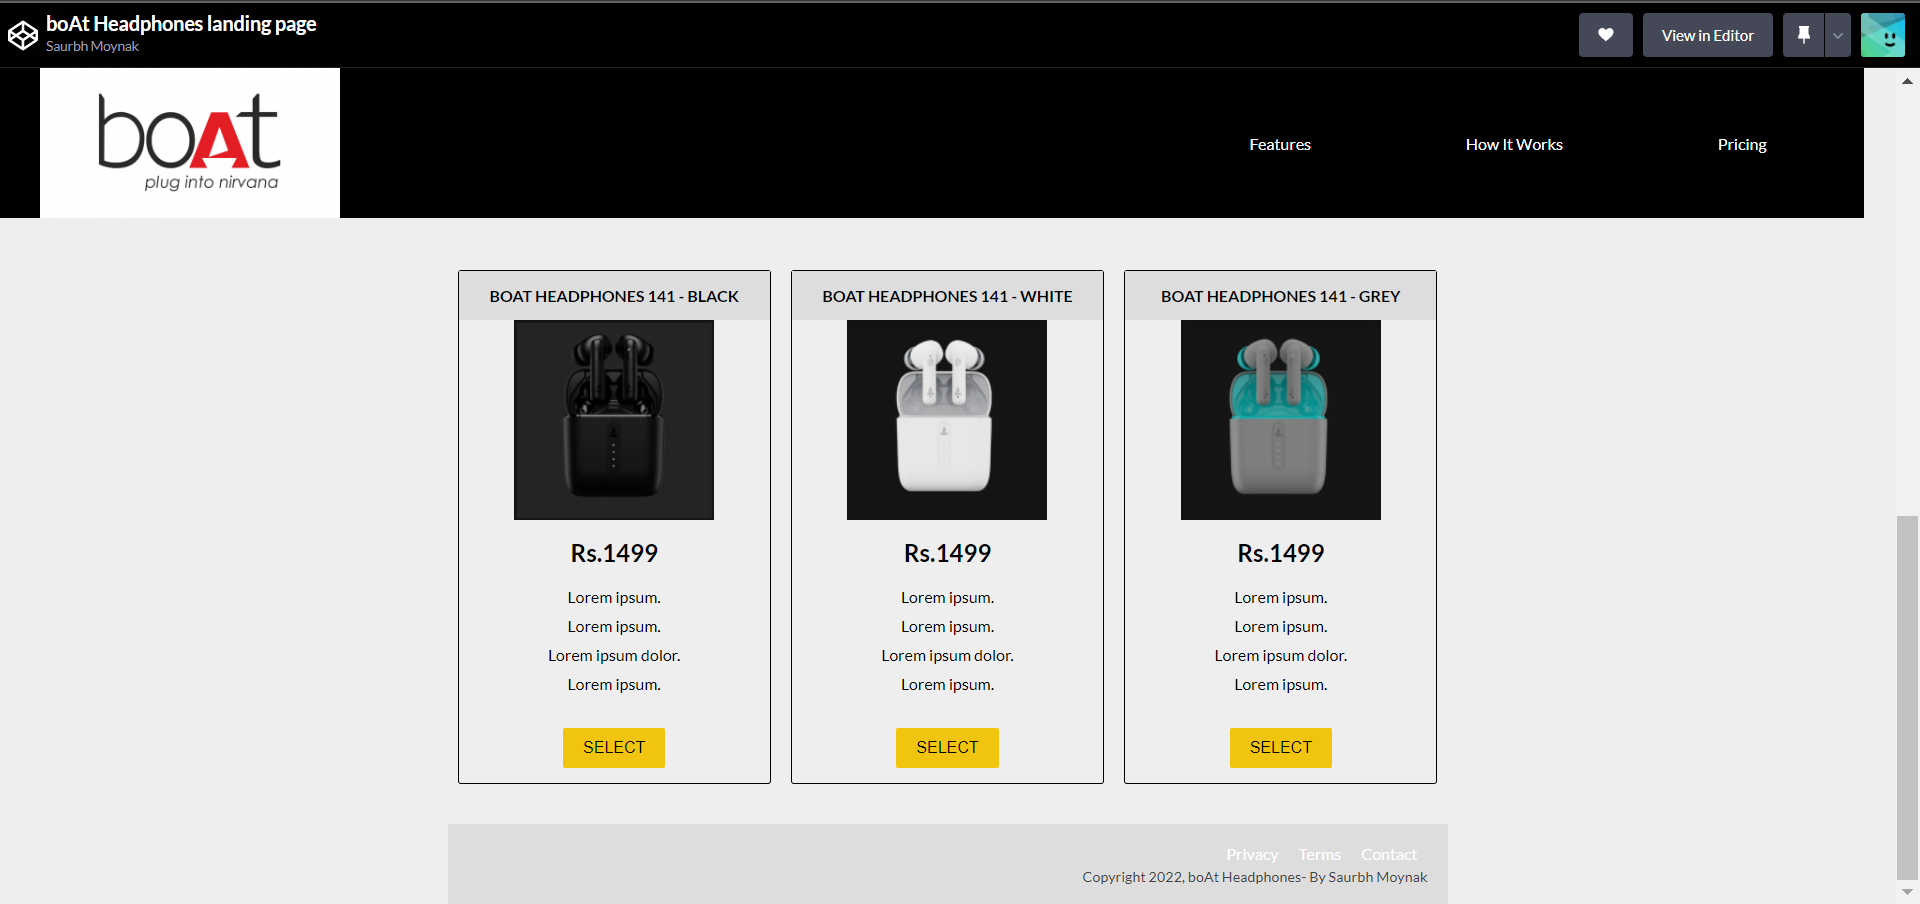 boAt Headphones landing page
Saurbh Moynak
View in Editor
boAt
plug into nirvana
Features
How It Works
Pricing
BOAT HEADPHONES 141 - BLACK
Rs.1499
Lorem ipsum.
Lorem ipsum.
Lorem ipsum dolor.
Lorem ipsum.
SELECT
BOAT HEADPHONES 141 - WHITE
Rs.1499
Lorem ipsum.
Lorem ipsum.
Lorem ipsum dolor.
Lorem ipsum.
SELECT
BOAT HEADPHONES 141 - GREY
Rs.1499
Lorem ipsum.
Lorem ipsum.
Lorem ipsum dolor.
Lorem ipsum.
SELECT
Privacy Terms Contact
Copyright 2022, boAt Headphones- By Saurbh Moynak